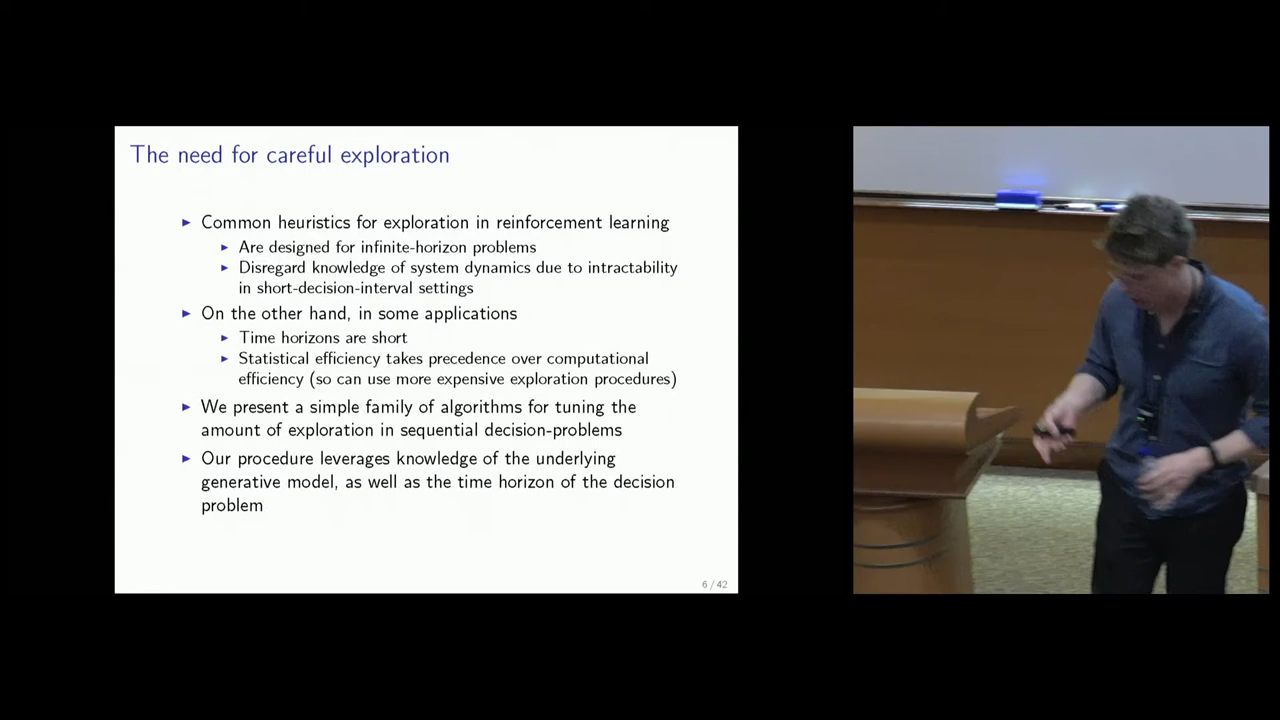 The need for careful exploration
► Common heuristics for exploration in reinforcement learning
► Are designed for infinite-horizon problems
► Disregard knowledge of system dynamics due to intractability
in short-decision-interval settings
► On the other hand, in some applications
► Time horizons are short
► Statistical efficiency takes precedence over computational
efficiency (so can use more expensive exploration procedures)
► We present a simple family of algorithms for tuning the
amount of exploration in sequential decision-problems
► Our procedure leverages knowledge of the underlying
generative model, as well as the time horizon of the decision
problem
6 / 42